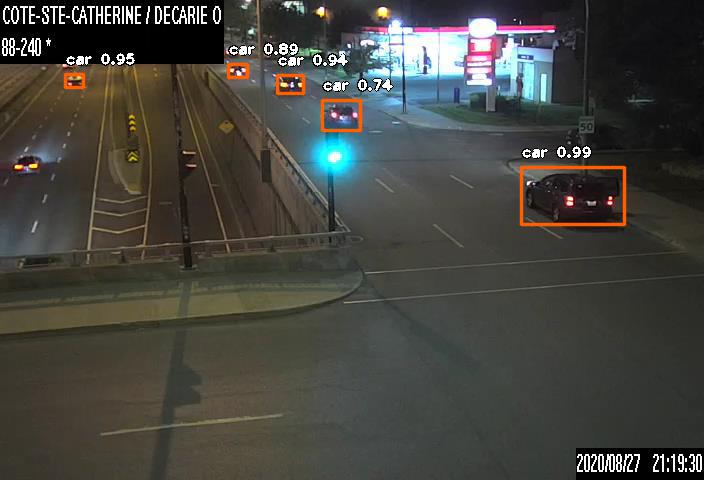 COTE-STE-CATHERINE / DECARIE O
88-240 *
car 0.95
car 0.89
car 0.94
car 0.74
car 0.99
50
2020/08/27 21:19:30